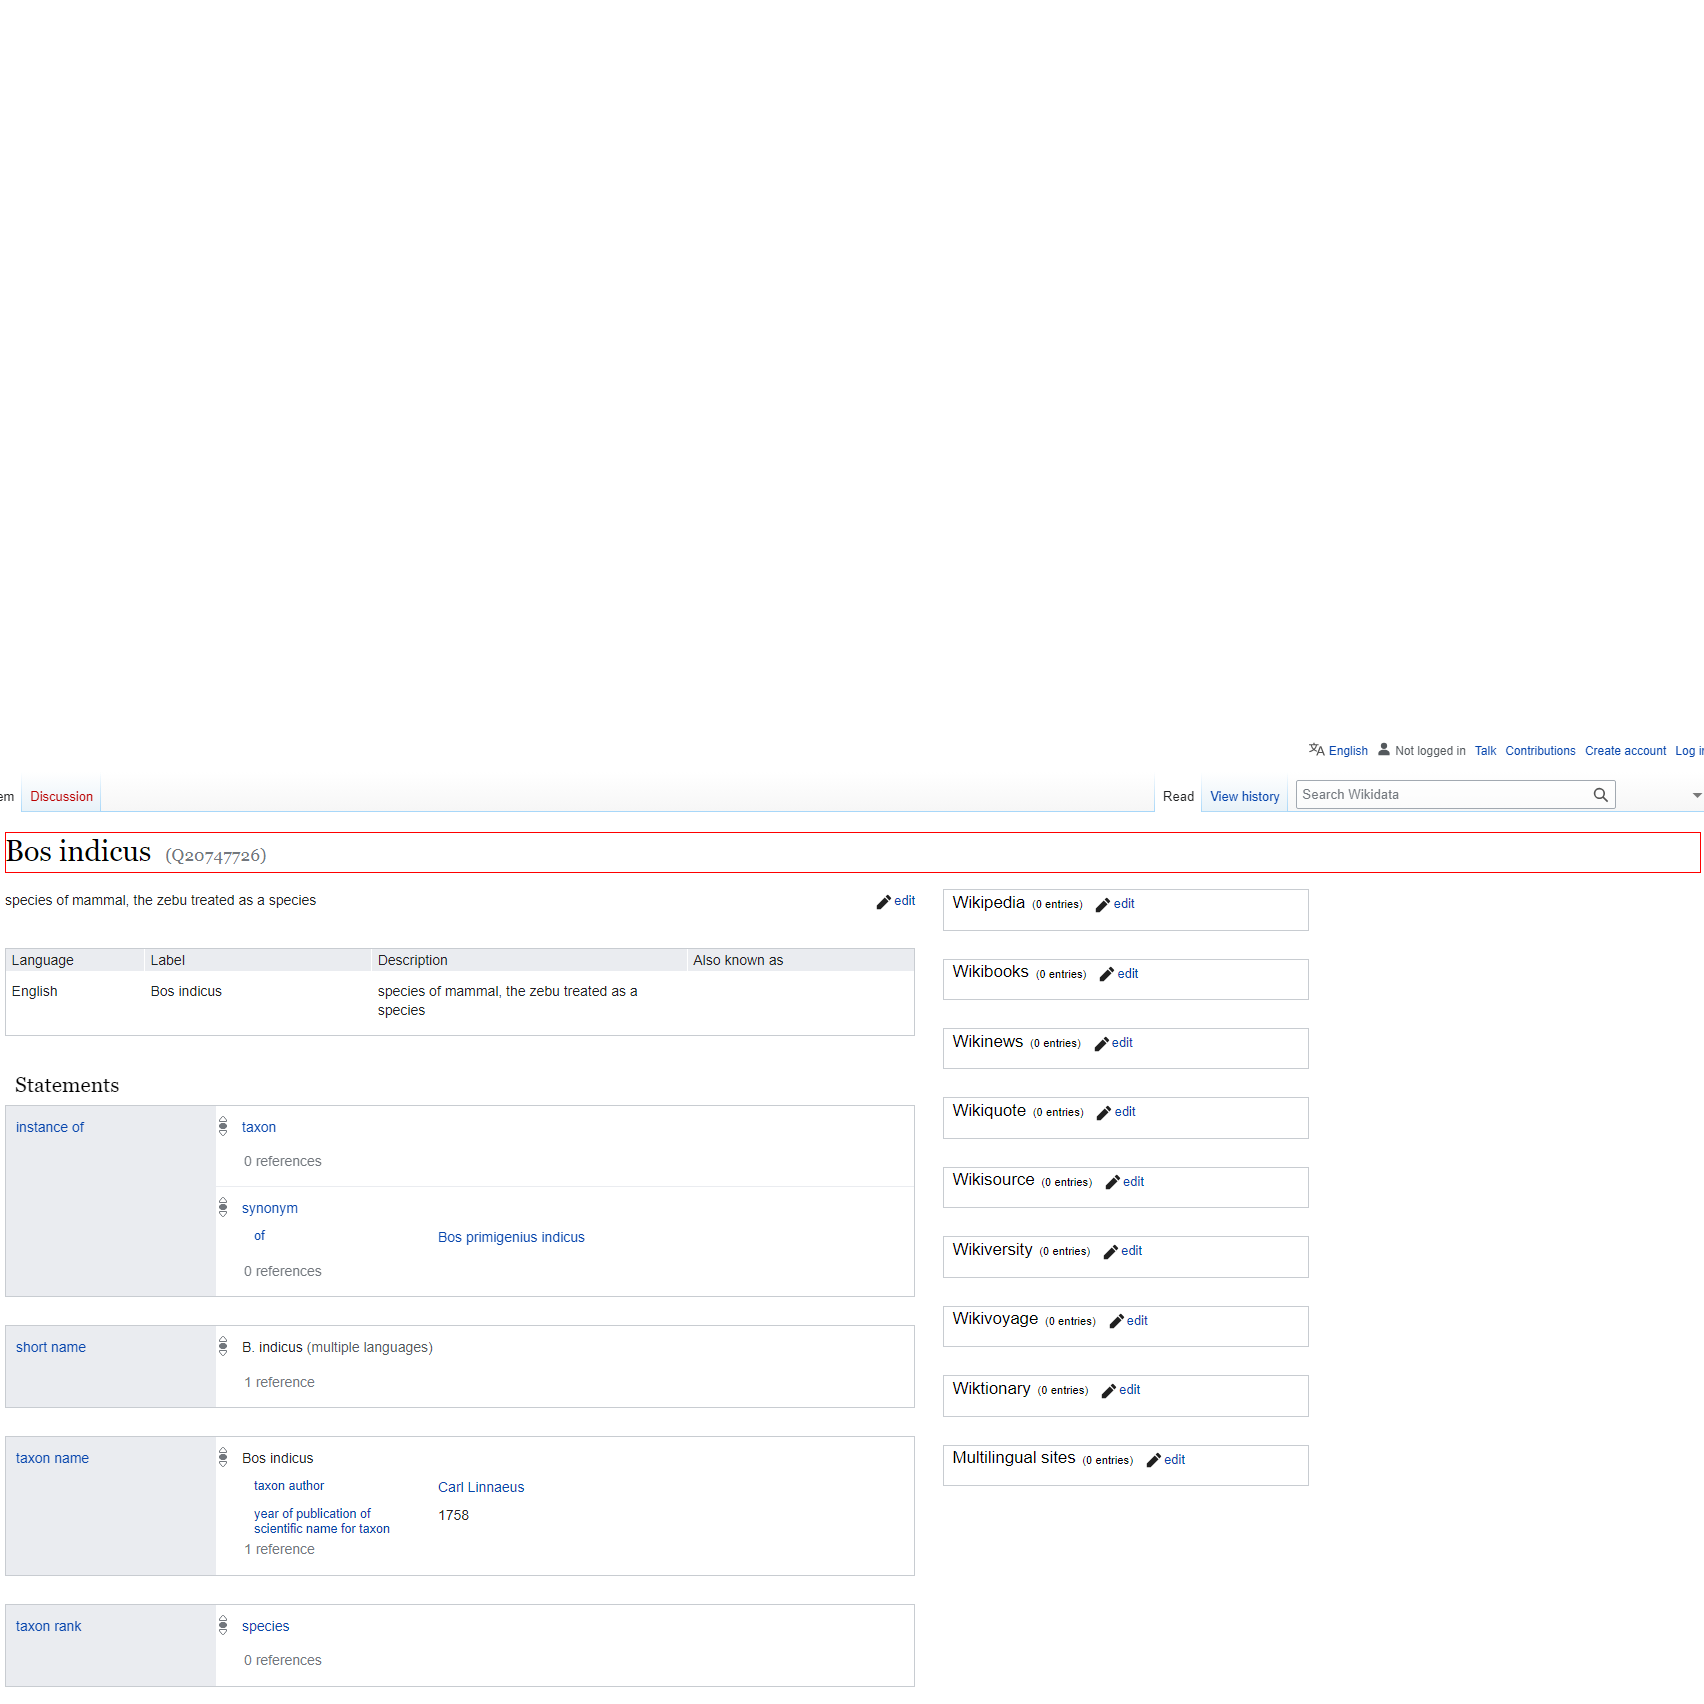 English Not logged in Talk Contributions Create account Log in
em Discussion Read View history Search Wikidata
Bos indicus (Q20747726)
species of mammal, the zebu treated as a species edit
Language Label Description Also known as
English Bos indicus species of mammal, the zebu treated as a
species
Statements
instance of taxon
0 references
synonym
of Bos primigenius indicus
0 references
short name B. indicus (multiple languages)
1 reference
taxon name Bos indicus
taxon author Carl Linnaeus
year of publication of 1758
scientific name for taxon
1 reference
taxon rank species
0 references
Wikipedia (0 entries) edit
Wikibooks (0 entries) edit
Wikinews (0 entries) edit
Wikiquote (0 entries) edit
Wikisource (0 entries) edit
Wikiversity (0 entries) edit
Wikivoyage (0 entries) edit
Wiktionary (0 entries) edit
Multilingual sites (0 entries) edit